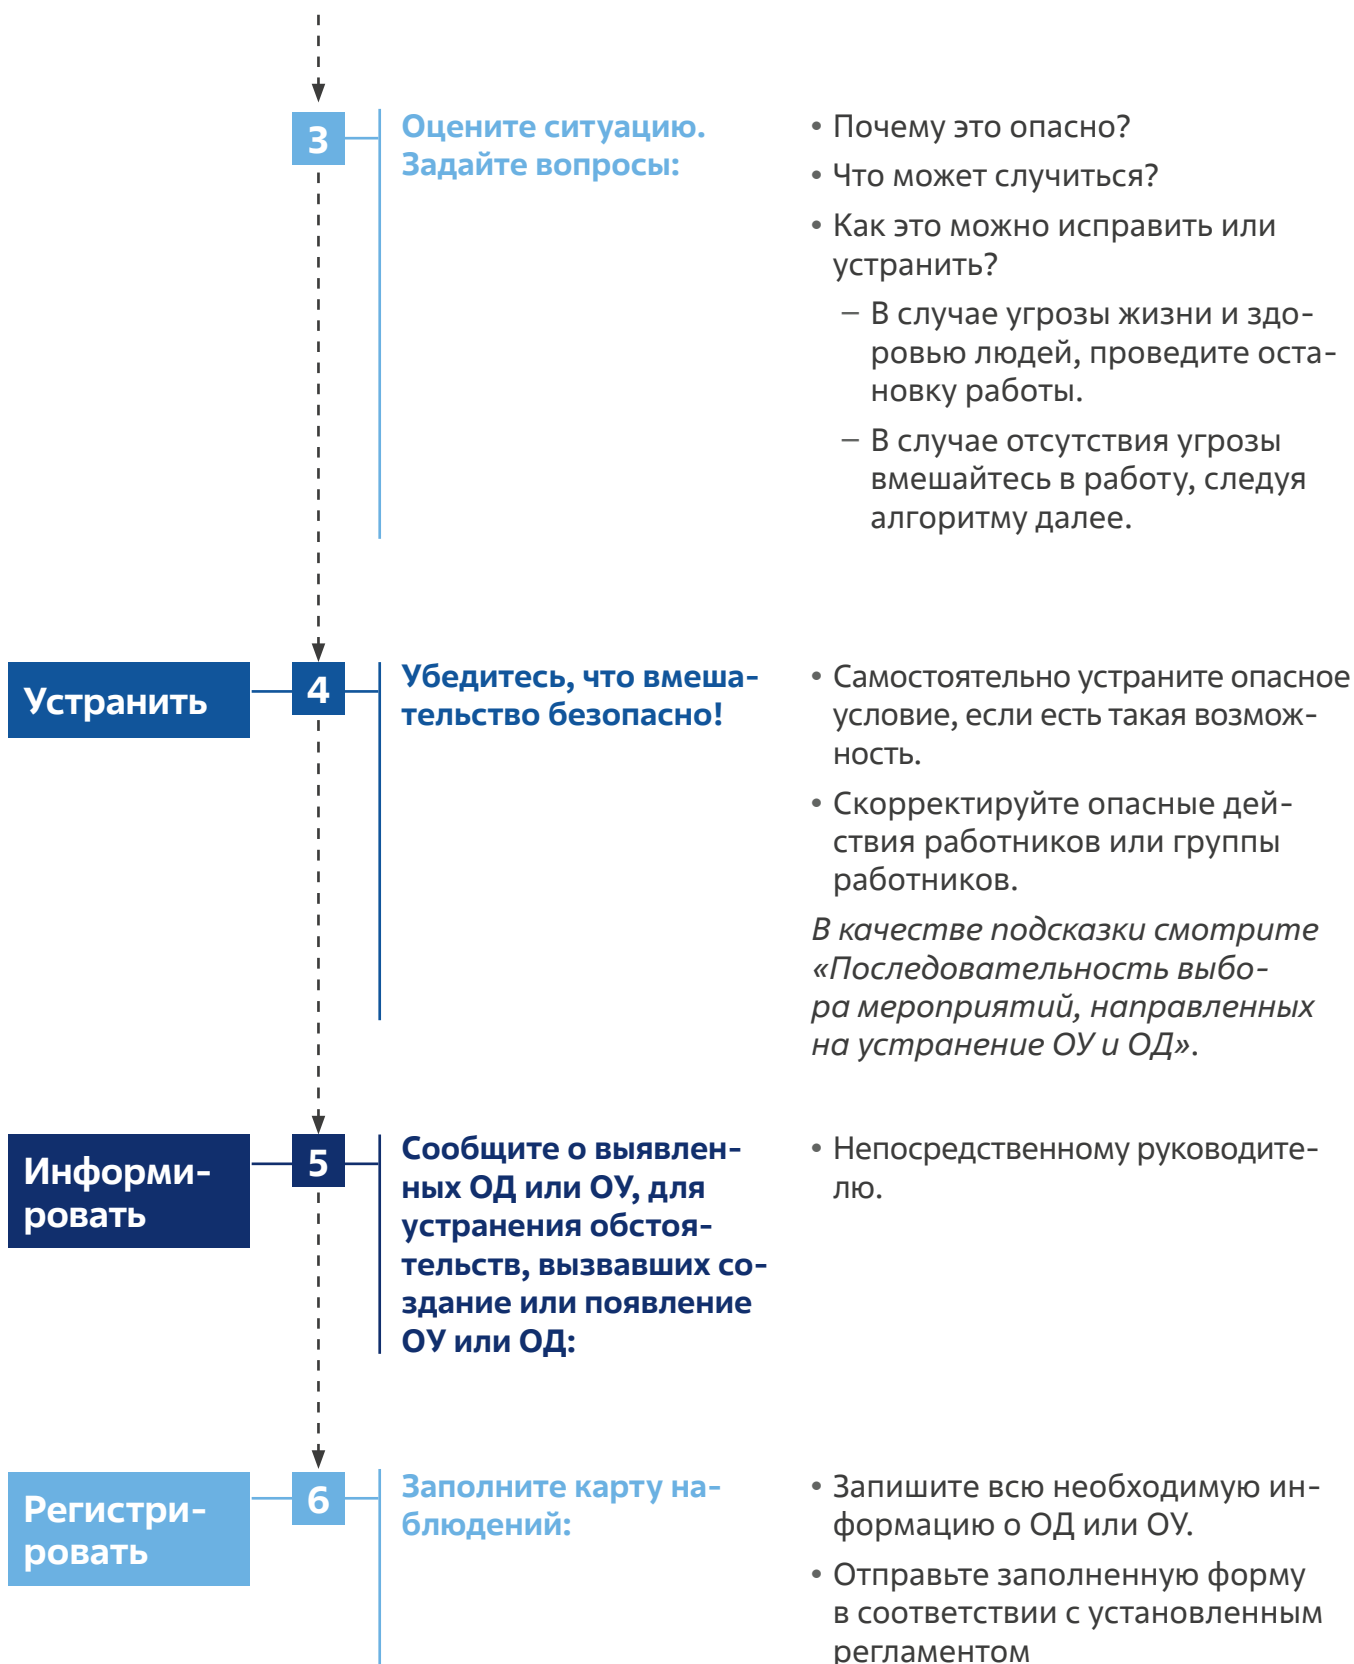 3
Оцените ситуацию.
Задайте вопросы:
• Почему это опасно?
• Что может случиться?
• Как это можно исправить или
устранить?
– В случае угрозы жизни и здо-
ровью людей, проведите оста-
новку работы.
– В случае отсутствия угрозы
вмешайтесь в работу, следуя
алгоритму далее.
Устранить
4
Убедитесь, что вмеша-
тельство безопасно!
• Самостоятельно устраните опасное
условие, если есть такая возмож-
ность.
• Скорректируйте опасные дей-
ствия работников или группы
работников.
В качестве подсказки смотрите
«Последовательность выбо-
ра мероприятий, направленных
на устранение ОУ и ОД».
Информи-
ровать
5
Сообщите о выявлен-
ных ОД или ОУ, для
устранения обстоя-
тельств, вызвавших со-
здание или появление
ОУ или ОД:
• Непосредственному руководите-
лю.
Регистри-
ровать
6
Заполните карту на-
блюдений:
• Запишите всю необходимую ин-
формацию о ОД или ОУ.
• Отправьте заполненную форму
в соответствии с установленным
регламентом